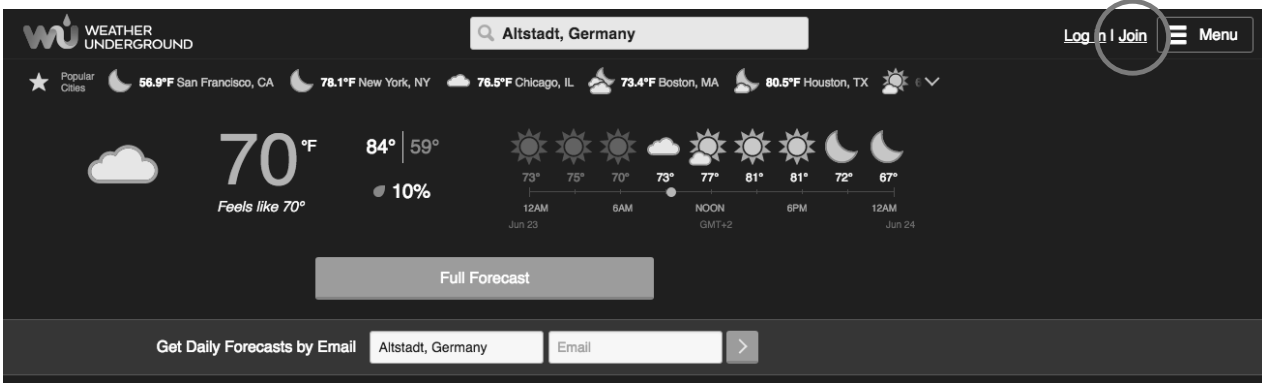 WEATHER
UNDERGROUND
Altstadt, Germany
Log in | Join
Menu
Popular
Cities
56.9°F San Francisco, CA
78.1°F New York, NY
76.5°F Chicago, IL
73.4°F Boston, MA
80.5°F Houston, TX
6
70 °F
Feels like 70°
84° | 59°
10%
73° 75° 70° 73° 77° 81° 81° 72° 67°
12AM 6AM NOON 6PM 12AM
Jun 23 GMT+2 Jun 24
Full Forecast
Get Daily Forecasts by Email
Altstadt, Germany
Email